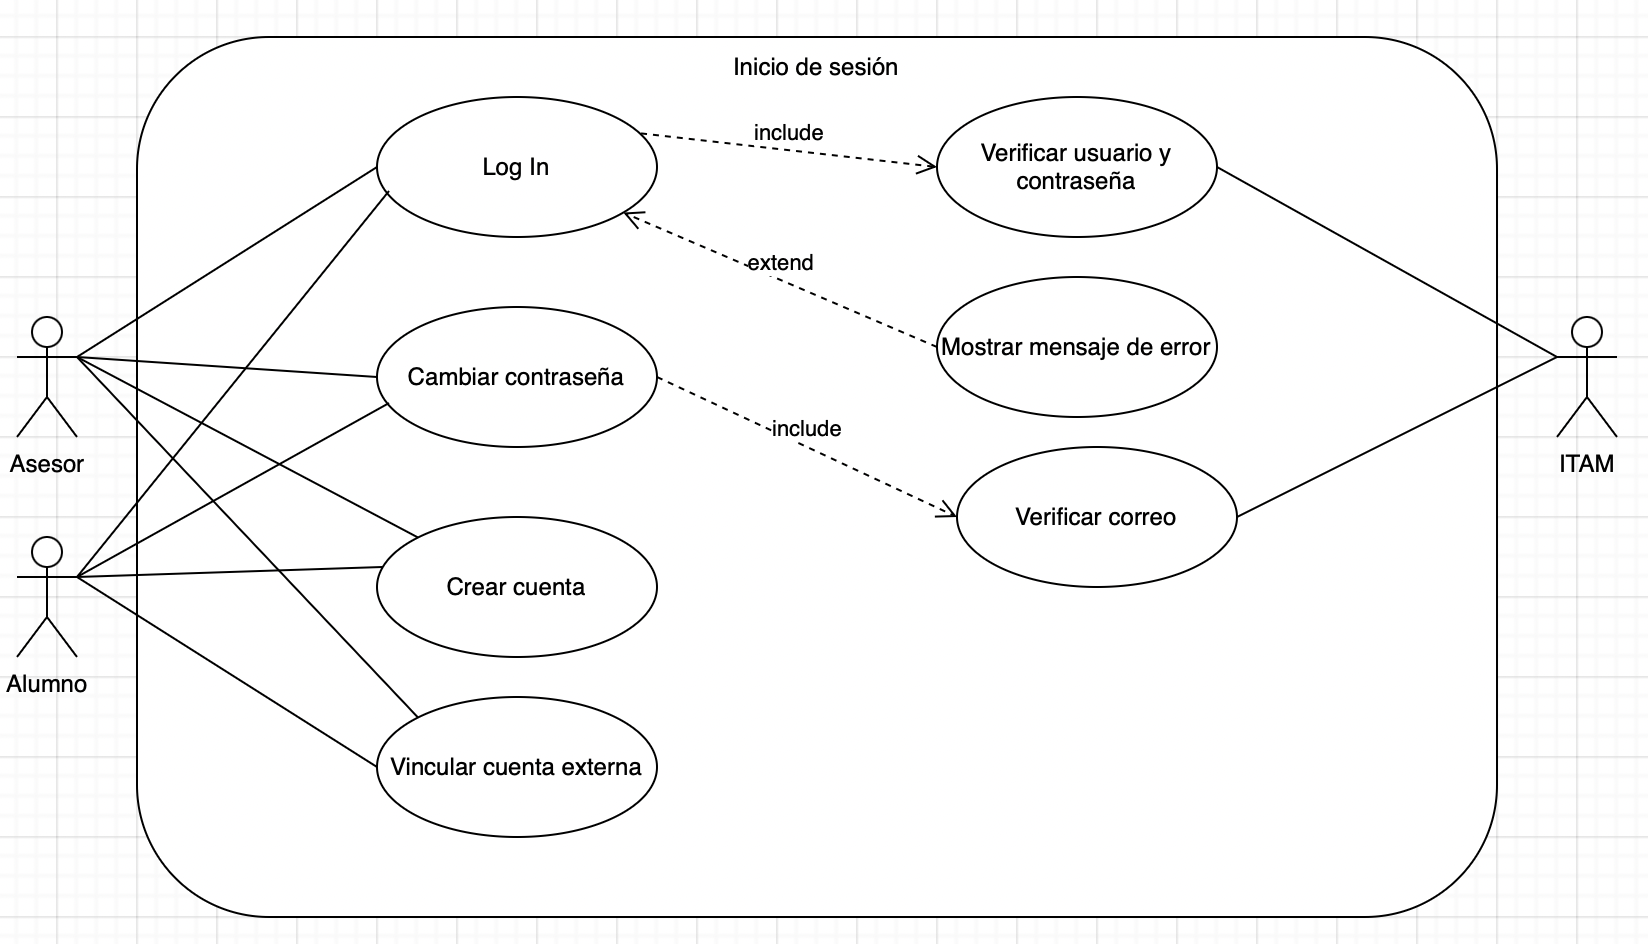 Inicio de sesión
Log In
include
Verificar usuario y
contraseña
extend
Mostrar mensaje de error
Cambiar contraseña
include
Verificar correo
Asesor
ITAM
Crear cuenta
Alumno
Vincular cuenta externa